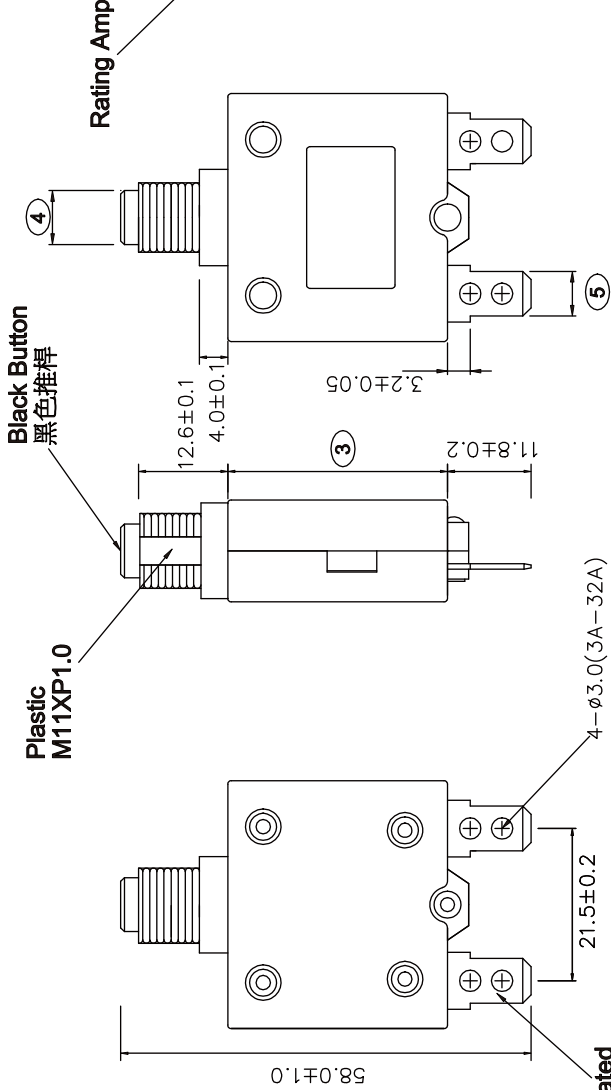 Rating Amp
④
Black Button
黑色推桿
12.6±0.1
4.0±0.1
3.2±0.05
⑤
③
11.8±0.2
Plastic
M11XP1.0
4-ø3.0(3A-32A)
21.5±0.2
58.0±1.0
ated